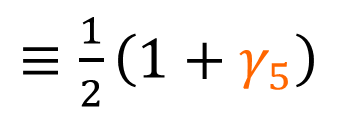 ≡ 1/2 (1 + γ₅)